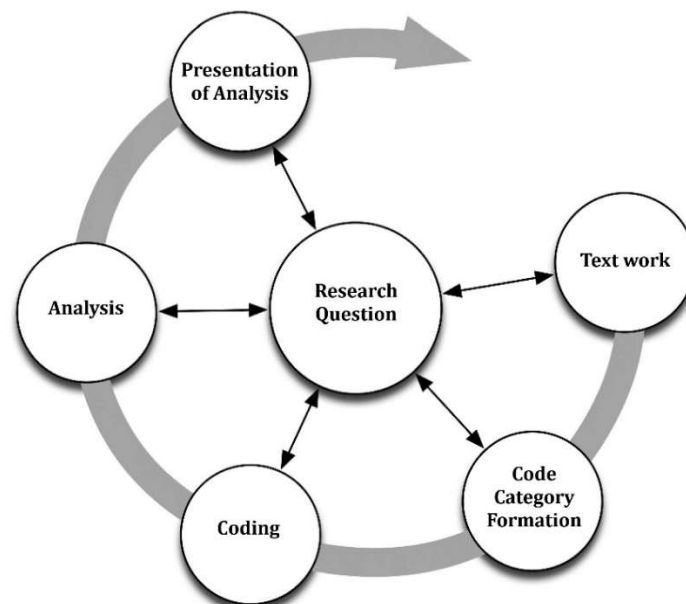 Presentation
of Analysis
Text work
Research
Question
Analysis
Code
Category
Formation
Coding